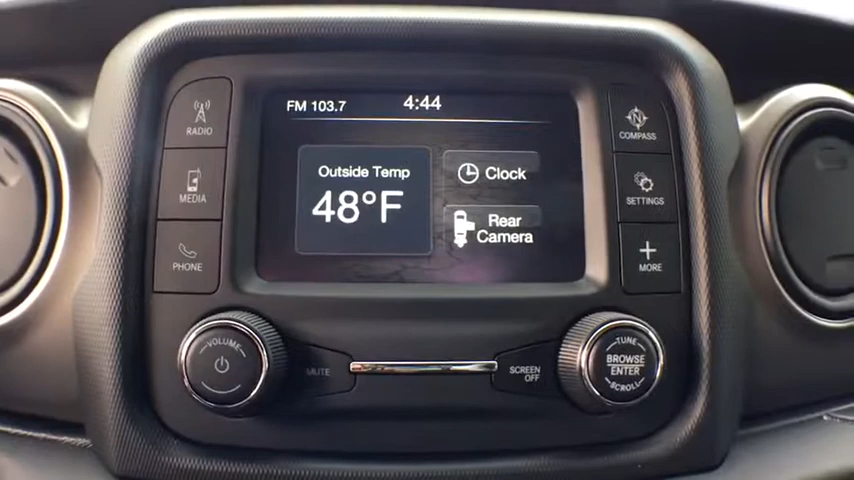 FM 103.7
4:44
RADIO
MEDIA
PHONE
Outside Temp
48°F
Clock
Rear
Camera
COMPASS
SETTINGS
MORE
VOLUME
MUTE
SCREEN
OFF
TUNE
BROWSE
ENTER
SCROLL